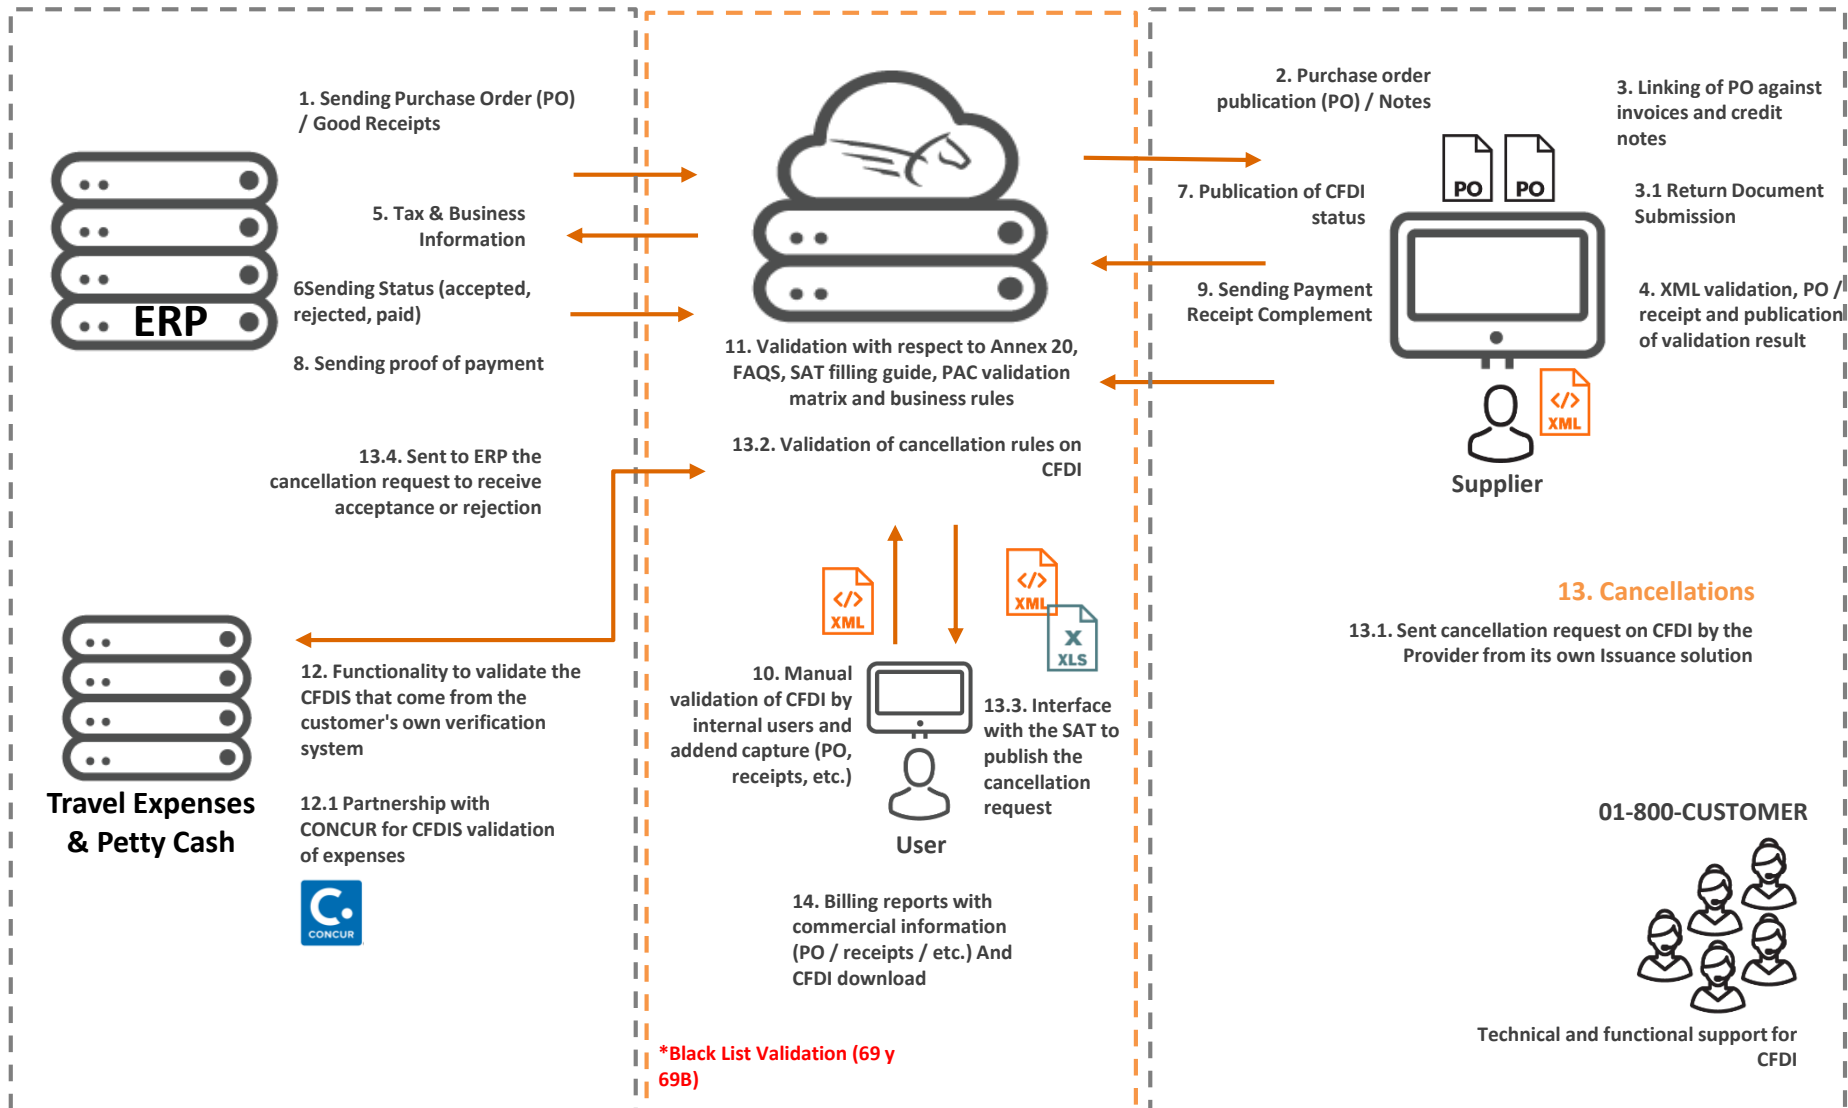 1. Sending Purchase Order (PO)
/ Good Receipts
5. Tax & Business
Information
6Sending Status (accepted,
rejected, paid)
8. Sending proof of payment
ERP
13.4. Sent to ERP the
cancellation request to receive
acceptance or rejection
12. Functionality to validate the
CFDIS that come from the
customer's own verification
system
12.1 Partnership with
CONCUR for CFDIS validation
of expenses
Travel Expenses
& Petty Cash
C.
CONCUR
11. Validation with respect to Annex 20,
FAQS, SAT filling guide, PAC validation
matrix and business rules
13.2. Validation of cancellation rules on
CFDI
</>
XML
</>
XML
X
XLS
10. Manual
validation of CFDI by
internal users and
addend capture (PO,
receipts, etc.)
13.3. Interface
with the SAT to
publish the
cancellation
request
User
14. Billing reports with
commercial information
(PO / receipts / etc.) And
CFDI download
*Black List Validation (69 y
69B)
2. Purchase order
publication (PO) / Notes
3. Linking of PO against
invoices and credit
notes
PO
PO
7. Publication of CFDI
status
3.1 Return Document
Submission
9. Sending Payment
Receipt Complement
4. XML validation, PO /
receipt and publication
of validation result
</>
XML
Supplier
13. Cancellations
13.1. Sent cancellation request on CFDI by the
Provider from its own Issuance solution
01-800-CUSTOMER
Technical and functional support for
CFDI